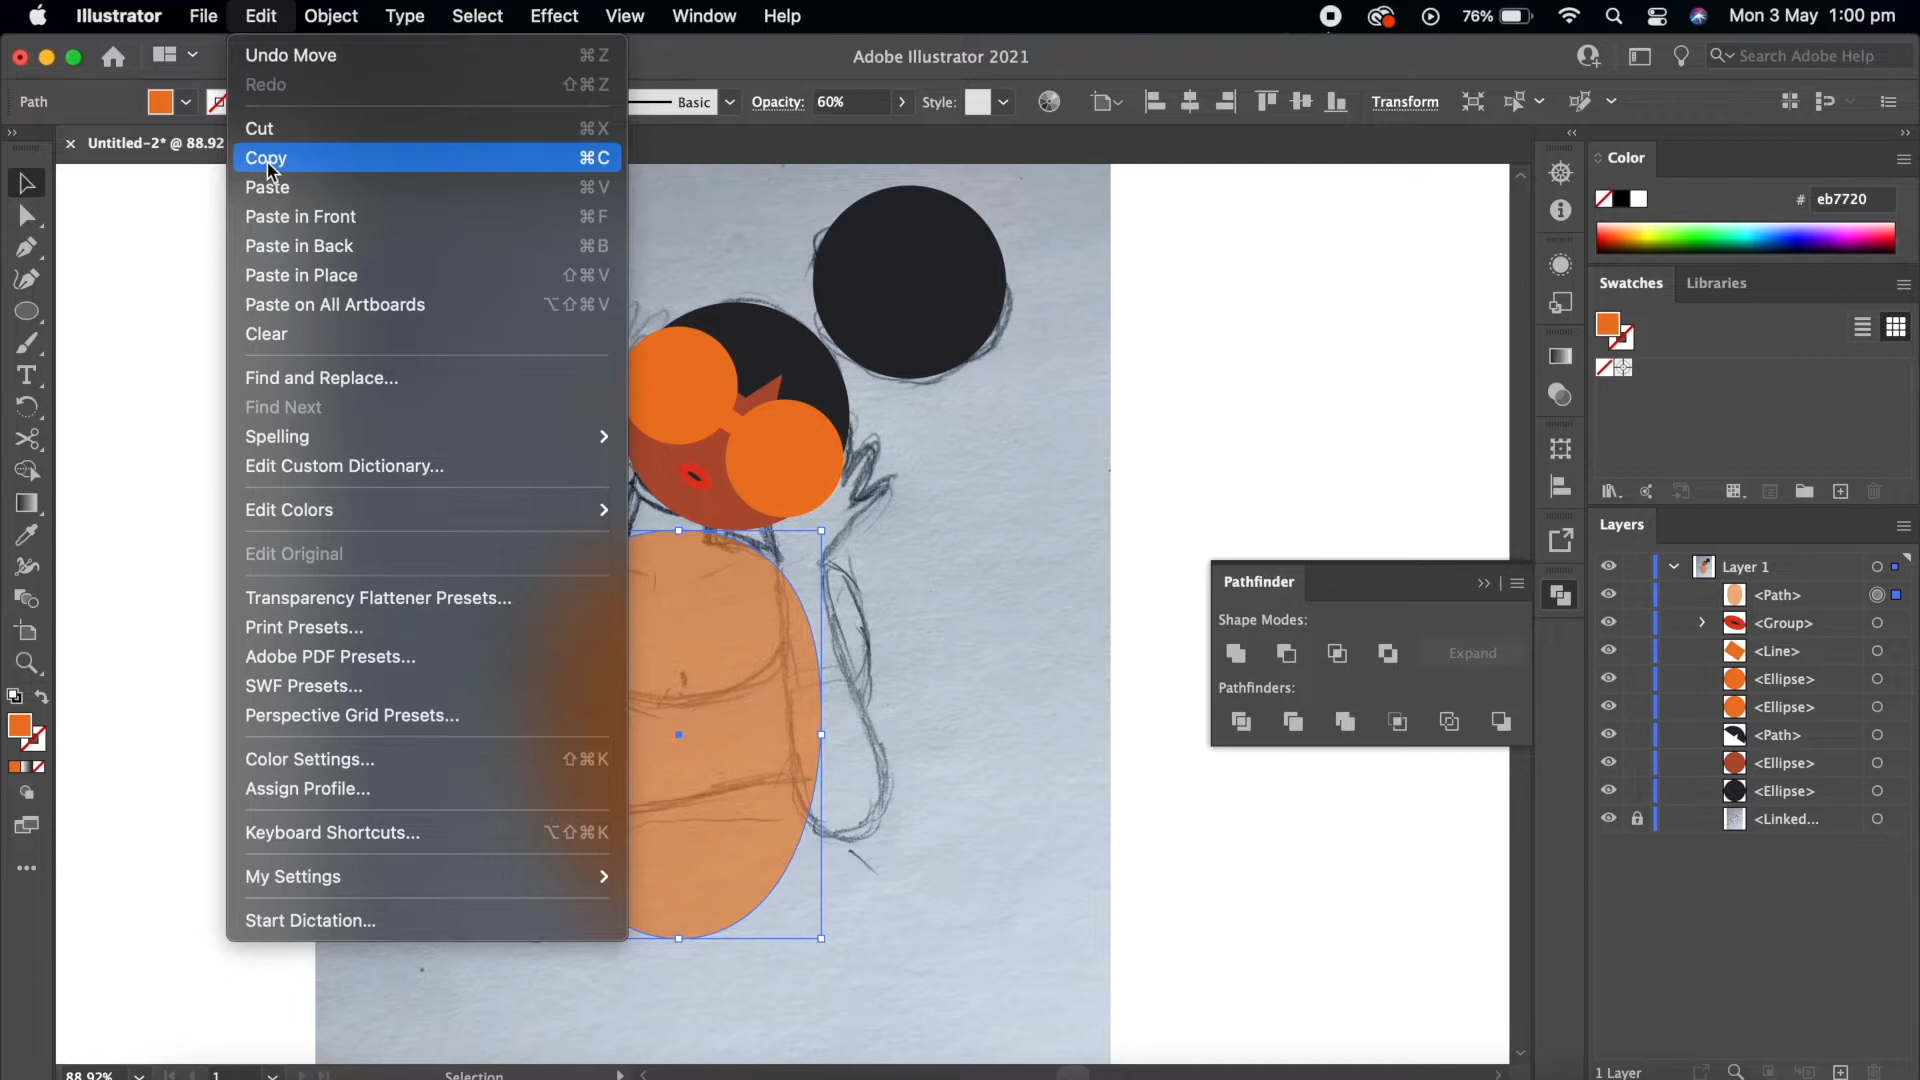 Illustrator File Edit Object Type Select Effect View Window Help 76% Mon 3 May 1:00 pm
Adobe Illustrator 2021 Search Adobe Help
Path Basic Opacity: 60% Style: Transform
Untitled-2* @ 88.92
Undo Move ⌘Z
Redo ⇧⌘Z
Cut ⌘X
Copy ⌘C
Paste ⌘V
Paste in Front ⌘F
Paste in Back ⌘B
Paste in Place ⇧⌘V
Paste on All Artboards ⌥⇧⌘V
Clear
Find and Replace...
Find Next
Spelling
Edit Custom Dictionary...
Edit Colors
Edit Original
Transparency Flattener Presets...
Print Presets...
Adobe PDF Presets...
SWF Presets...
Perspective Grid Presets...
Color Settings... ⇧⌘K
Assign Profile...
Keyboard Shortcuts... ⌥⇧⌘K
My Settings
Start Dictation...
Pathfinder
Shape Modes:
Expand
Pathfinders:
Color
# eb7720
Swatches Libraries
Layers
Layer 1
<Path>
<Group>
<Line>
<Ellipse>
<Ellipse>
<Path>
<Ellipse>
<Ellipse>
<Linked...
88.92% 1 Selection 1 Layer